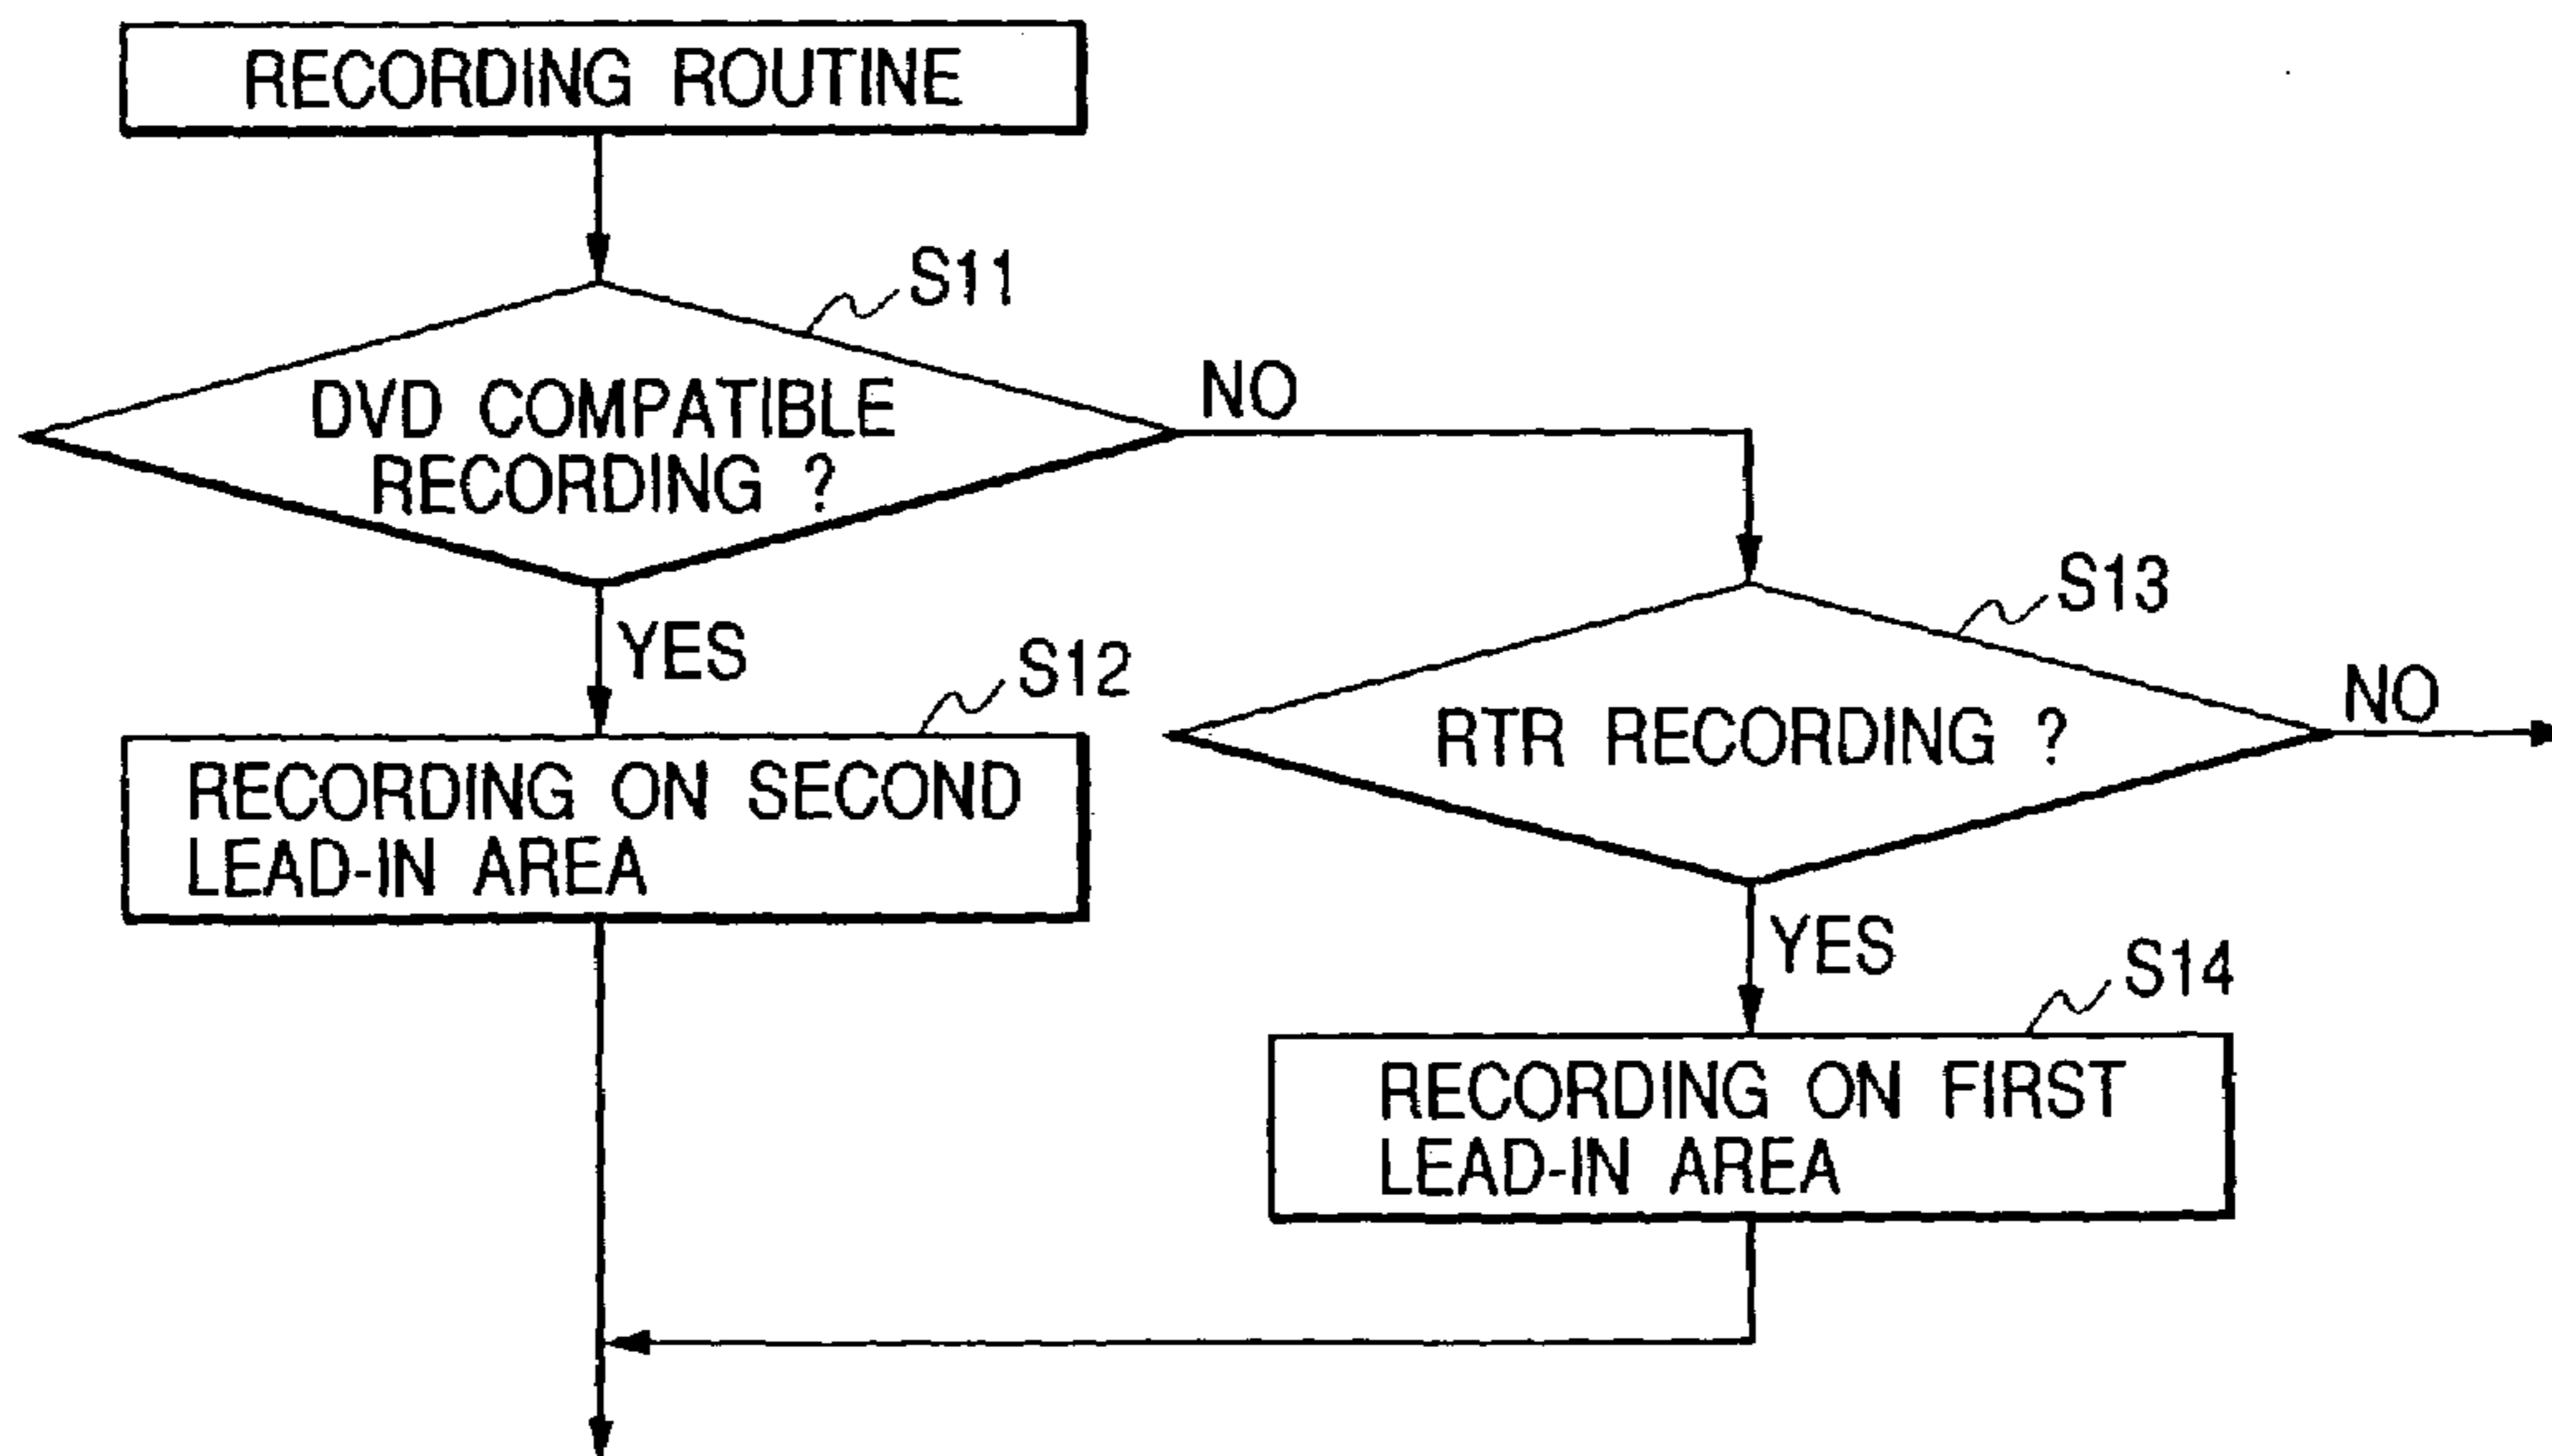 RECORDING ROUTINE
S11
DVD COMPATIBLE
RECORDING ?
NO
YES
S12
RECORDING ON SECOND
LEAD-IN AREA
S13
RTR RECORDING ?
NO
YES
S14
RECORDING ON FIRST
LEAD-IN AREA